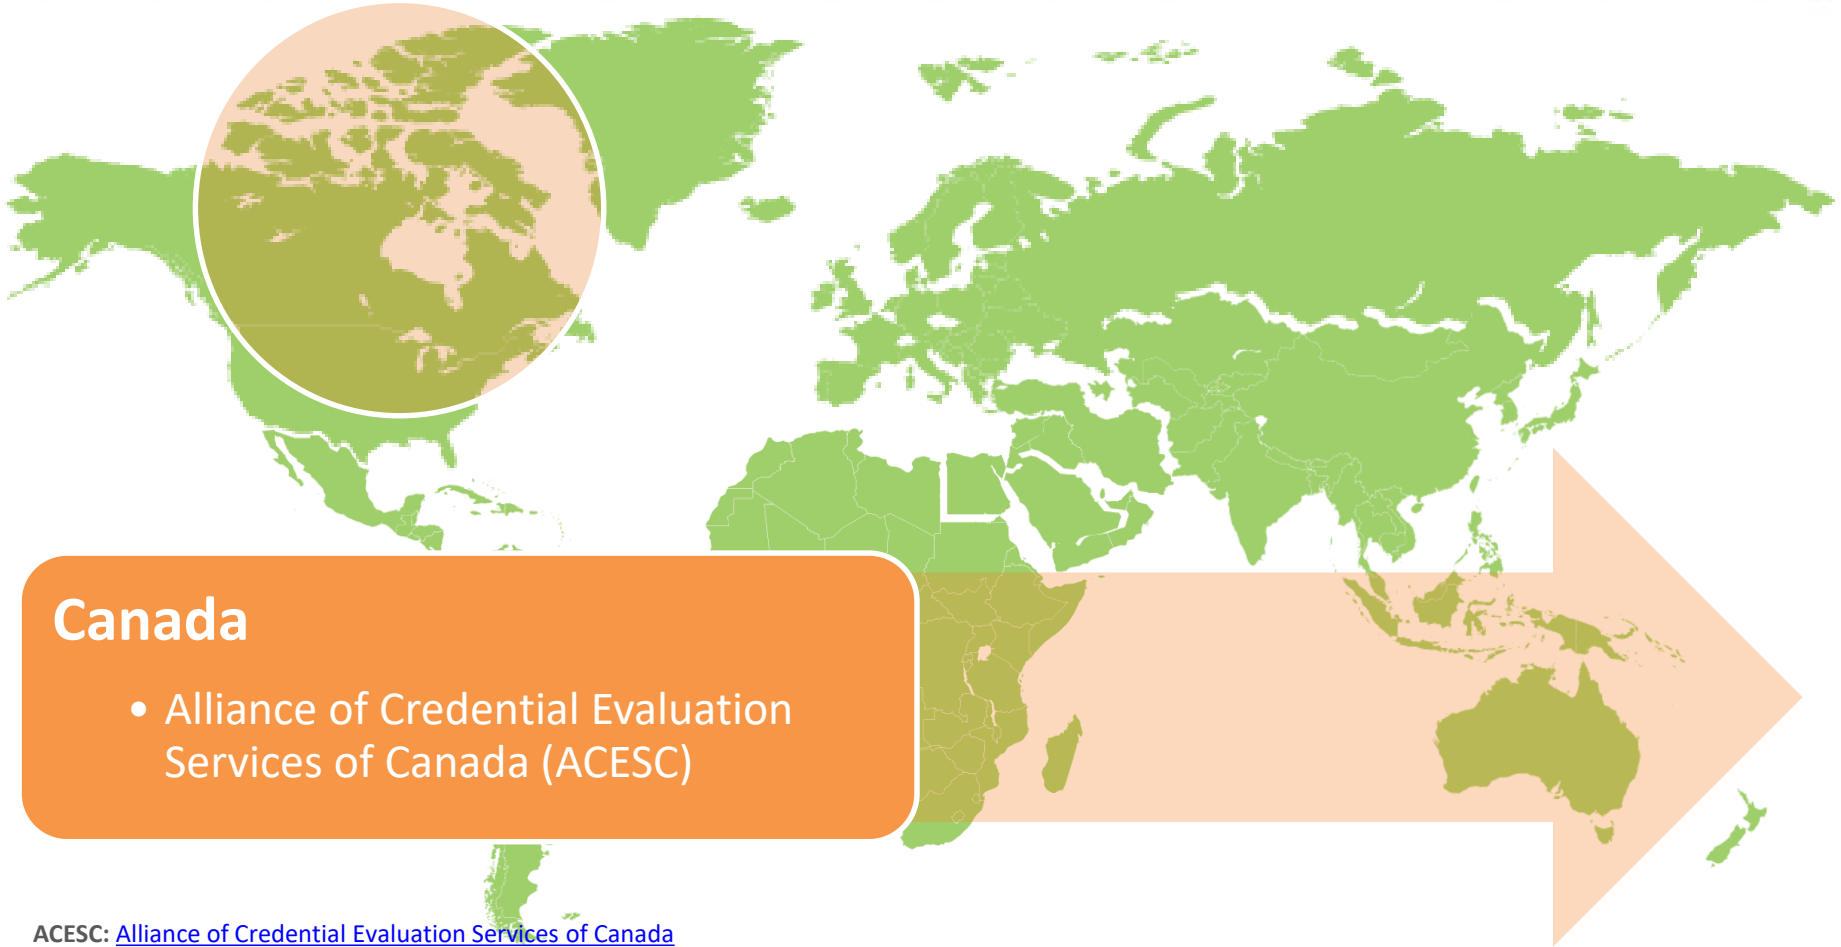 Canada
• Alliance of Credential Evaluation
Services of Canada (ACESC)
ACESC: Alliance of Credential Evaluation Services of Canada